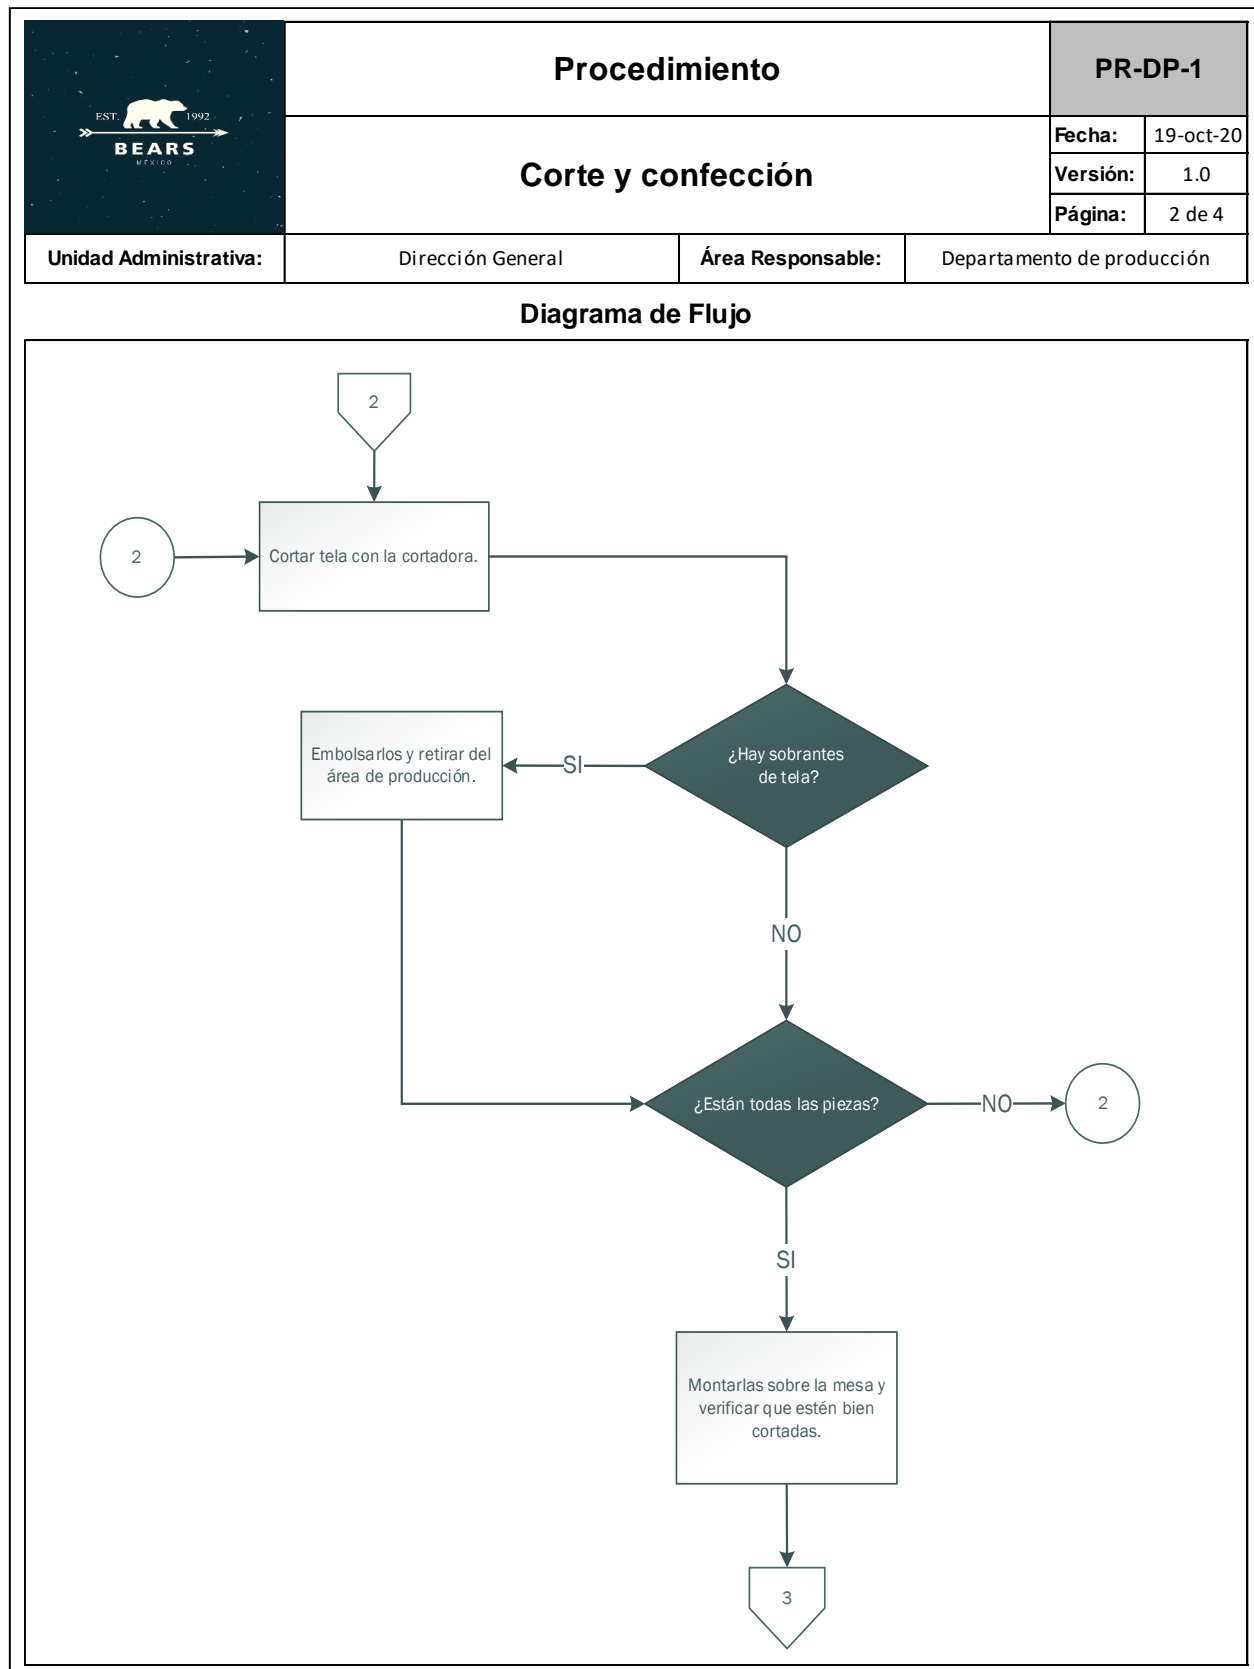 EST. 1992
BEARS
MÉXICO
Procedimiento
PR-DP-1
Corte y confección
Fecha: 19-oct-20
Versión: 1.0
Página: 2 de 4
Unidad Administrativa: Dirección General Área Responsable: Departamento de producción
Diagrama de Flujo
2
2
Cortar tela con la cortadora.
¿Hay sobrantes
de tela?
SI
Embolsarlos y retirar del
área de producción.
NO
¿Están todas las piezas?
NO
2
SI
Montarlas sobre la mesa y
verificar que estén bien
cortadas.
3